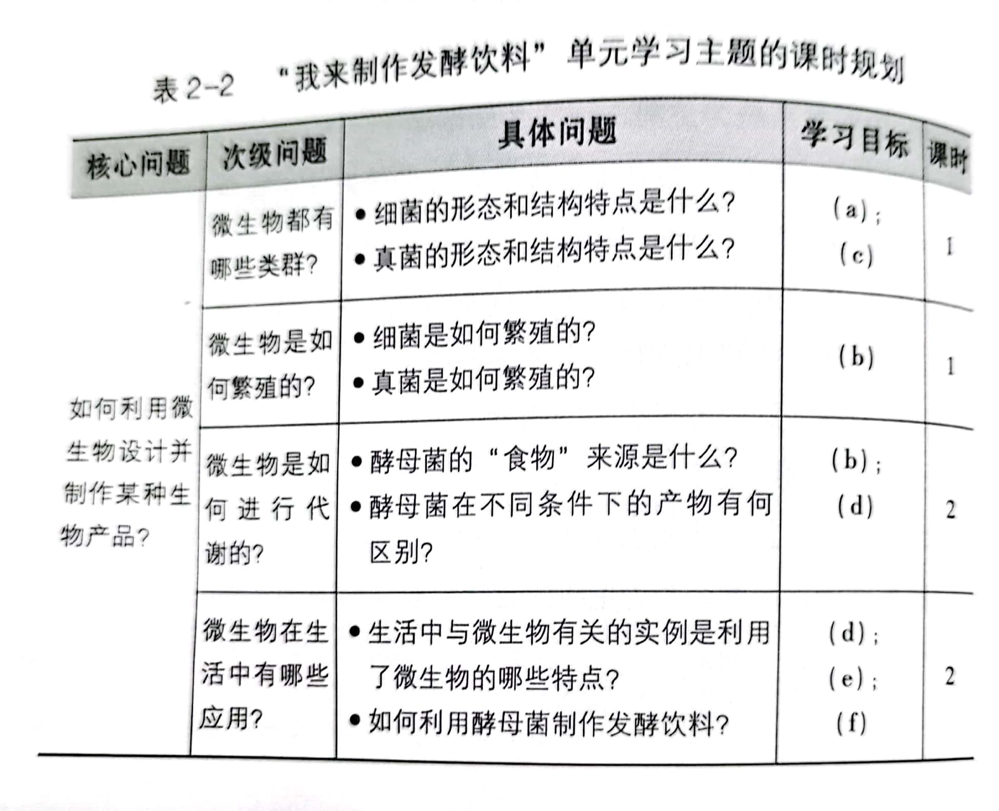 表2-2 “我来制作发酵饮料”单元学习主题的课时规划
核心问题 次级问题 具体问题 学习目标 课时
如何利用微
生物设计并
制作某种生
物产品?
微生物都有
哪些类群?
●细菌的形态和结构特点是什么?
●真菌的形态和结构特点是什么?
(a);
(c)
1
微生物是如
何繁殖的?
●细菌是如何繁殖的?
●真菌是如何繁殖的?
(b)
1
微生物是如
何进行代
谢的?
●酵母菌的“食物”来源是什么?
●酵母菌在不同条件下的产物有何
区别?
(b);
(d)
2
微生物在生
活中有哪些
应用?
●生活中与微生物有关的实例是利用
了微生物的哪些特点?
●如何利用酵母菌制作发酵饮料?
(d);
(e);
(f)
2